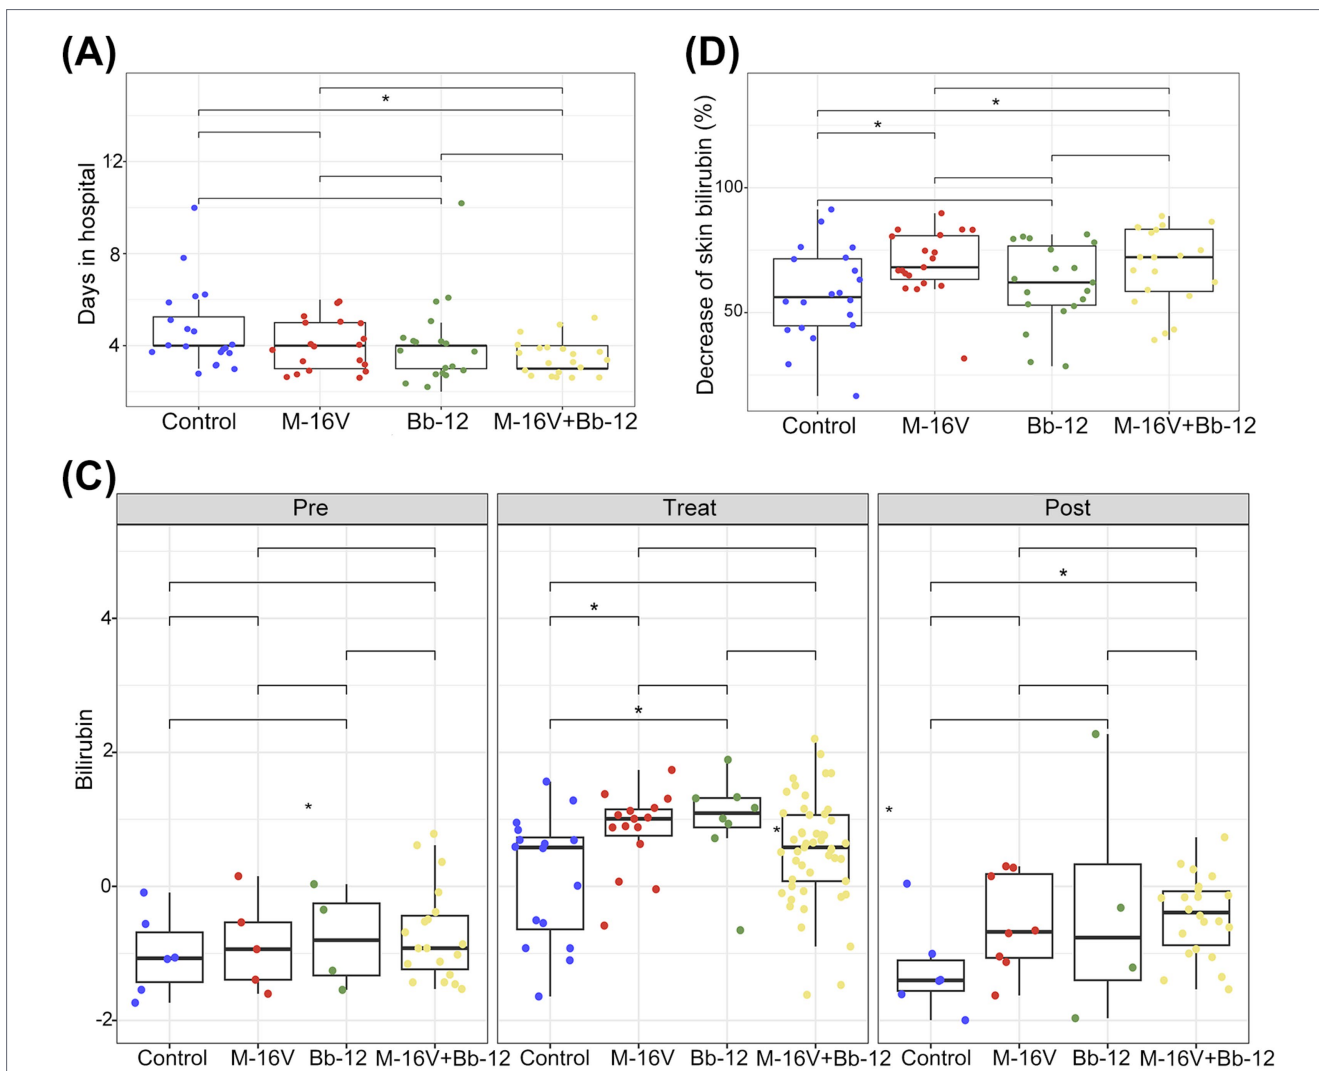 (A)
Days in hospital
12
8
4
*
Control M-16V Bb-12 M-16V+Bb-12
(D)
Decrease of skin bilirubin (%)
100
50
*
*
Control M-16V Bb-12 M-16V+Bb-12
(C)
Pre Treat Post
Bilirubin
4
2
0
-2
*
*
*
*
*
*
Control M-16V Bb-12 M-16V+Bb-12 Control M-16V Bb-12 M-16V+Bb-12 Control M-16V Bb-12 M-16V+Bb-12